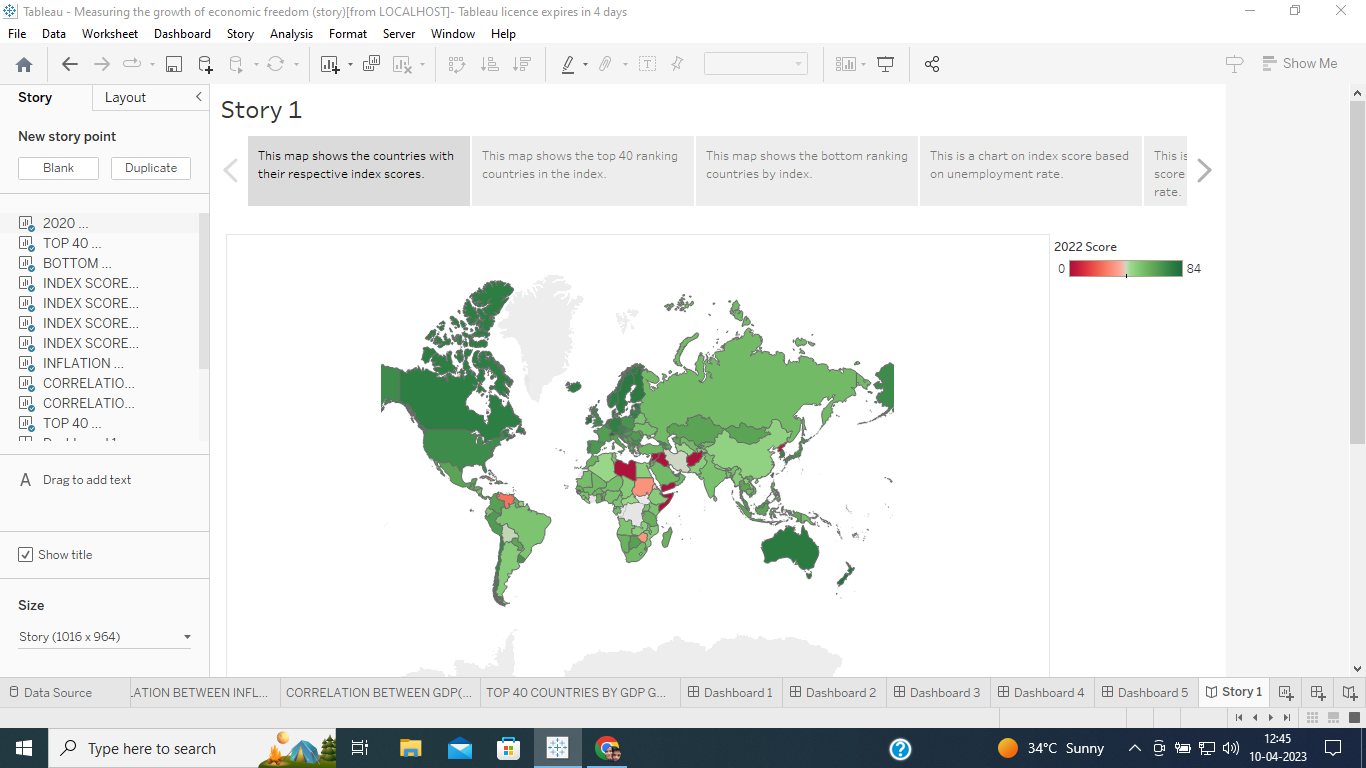 Tableau - Measuring the growth of economic freedom (story)[from LOCALHOST]- Tableau licence expires in 4 days
File Data Worksheet Dashboard Story Analysis Format Server Window Help
Show Me
Story Layout
New story point
Blank Duplicate
2020 ...
TOP 40 ...
BOTTOM ...
INDEX SCORE...
INDEX SCORE...
INDEX SCORE...
INDEX SCORE...
INFLATION ...
CORRELATIO...
CORRELATIO...
TOP 40 ...
A Drag to add text
Show title
Size
Story (1016 x 964)
Story 1
This map shows the countries with
their respective index scores.
This map shows the top 40 ranking
countries in the index.
This map shows the bottom ranking
countries by index.
This is a chart on index score based
on unemployment rate.
This is
score
rate.
2022 Score
0 84
Data Source
LATION BETWEEN INFL...
CORRELATION BETWEEN GDP(...
TOP 40 COUNTRIES BY GDP G...
Dashboard 1
Dashboard 2
Dashboard 3
Dashboard 4
Dashboard 5
Story 1
Type here to search
34°C Sunny
12:45
10-04-2023